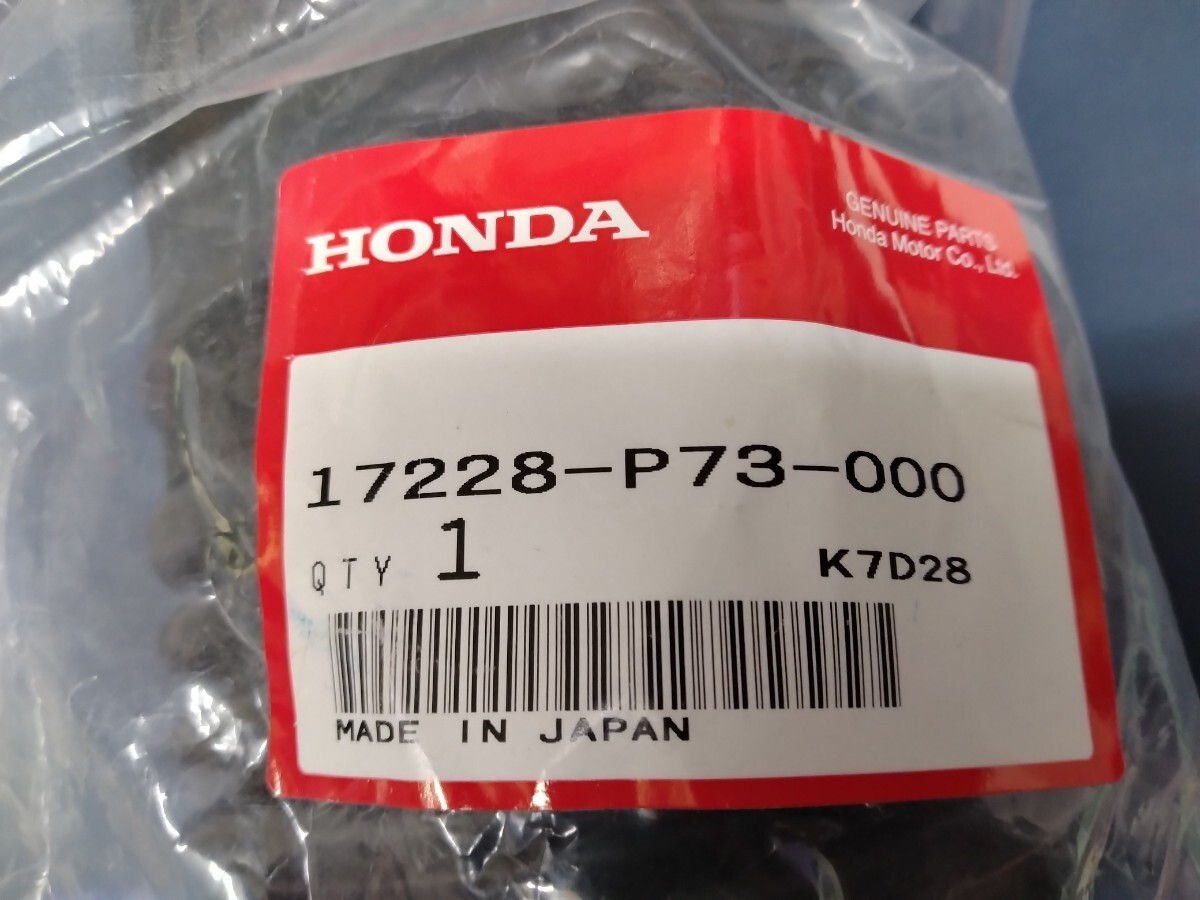 HONDA
GENUINE PARTS
Honda Motor Co., Ltd.
17228-P73-000
QTY 1 K7D28
MADE IN JAPAN